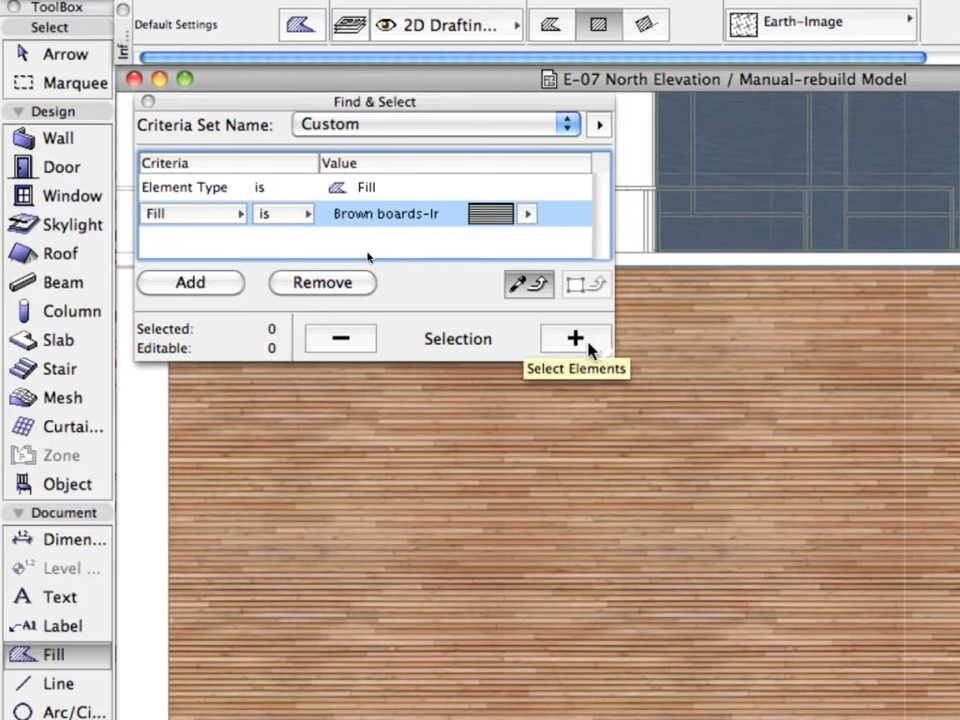 ToolBox
Select
Arrow
Marquee
Design
Wall
Door
Window
Skylight
Roof
Beam
Column
Slab
Stair
Mesh
Curtai...
Zone
Object
Document
Dimen...
Level ...
Text
Label
Fill
Line
Arc/Ci...
Inf...
Default Settings
2D Draftin...
Earth-Image
E-07 North Elevation / Manual-rebuild Model
Find & Select
Criteria Set Name: Custom
Criteria Value
Element Type is Fill
Fill is Brown boards-Ir
Add Remove
Selected: 0
Editable: 0
− Selection +
Select Elements